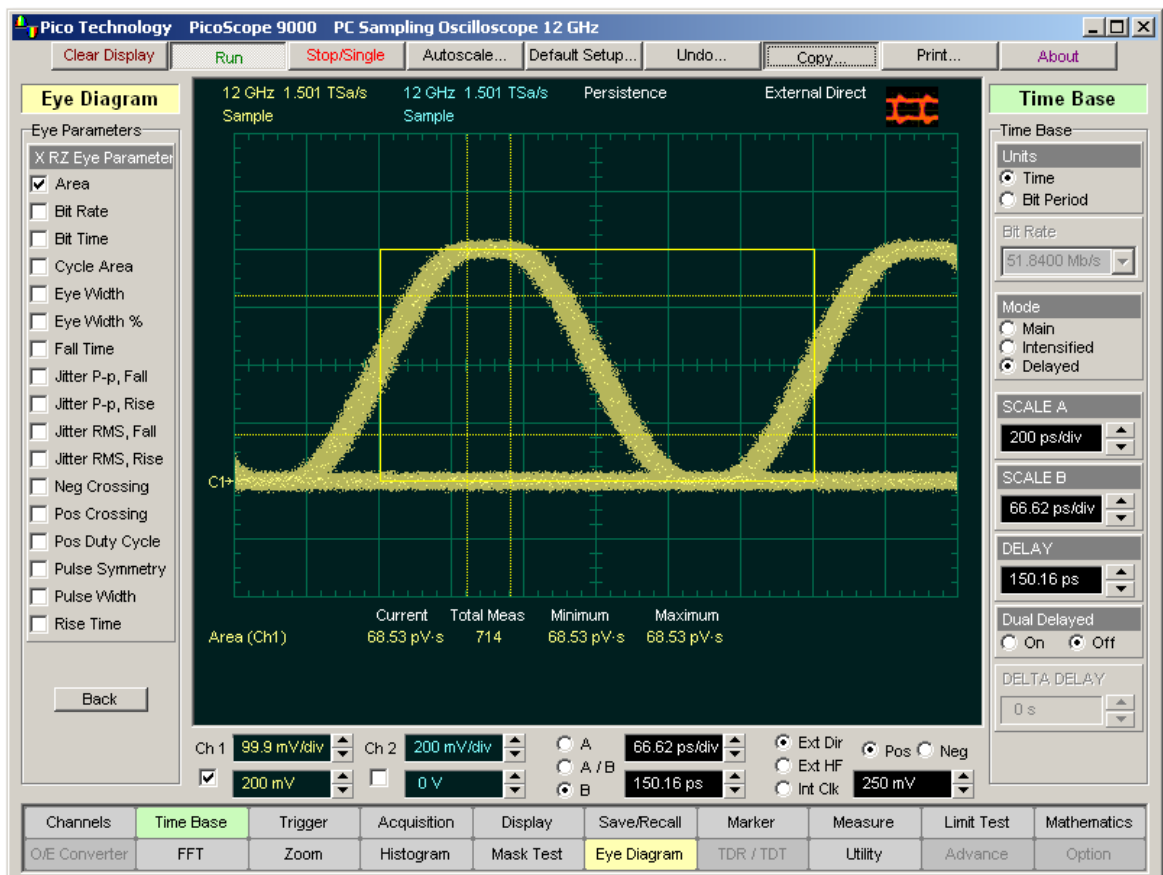 Pico Technology PicoScope 9000 PC Sampling Oscilloscope 12 GHz
Clear Display Run Stop/Single Autoscale... Default Setup... Undo... Copy... Print... About
Eye Diagram
Eye Parameters
X RZ Eye Parameter
Area
Bit Rate
Bit Time
Cycle Area
Eye Width
Eye Width %
Fall Time
Jitter P-p, Fall
Jitter P-p, Rise
Jitter RMS, Fall
Jitter RMS, Rise
Neg Crossing
Pos Crossing
Pos Duty Cycle
Pulse Symmetry
Pulse Width
Rise Time
Back
12 GHz 1.501 TSa/s 12 GHz 1.501 TSa/s Persistence External Direct
Sample Sample
C1
Current Total Meas Minimum Maximum
Area (Ch1) 68.53 pV·s 714 68.53 pV·s 68.53 pV·s
Time Base
Time Base
Units
Time
Bit Period
Bit Rate
51.8400 Mb/s
Mode
Main
Intensified
Delayed
SCALE A
200 ps/div
SCALE B
66.62 ps/div
DELAY
150.16 ps
Dual Delayed
On Off
DELTA DELAY
0 s
Ch 1 99.9 mV/div Ch 2 200 mV/div A 66.62 ps/div Ext Dir Pos Neg
A / B Ext HF
200 mV 0 V B 150.16 ps Int Clk 250 mV
Channels Time Base Trigger Acquisition Display Save/Recall Marker Measure Limit Test Mathematics
O/E Converter FFT Zoom Histogram Mask Test Eye Diagram TDR / TDT Utility Advance Option